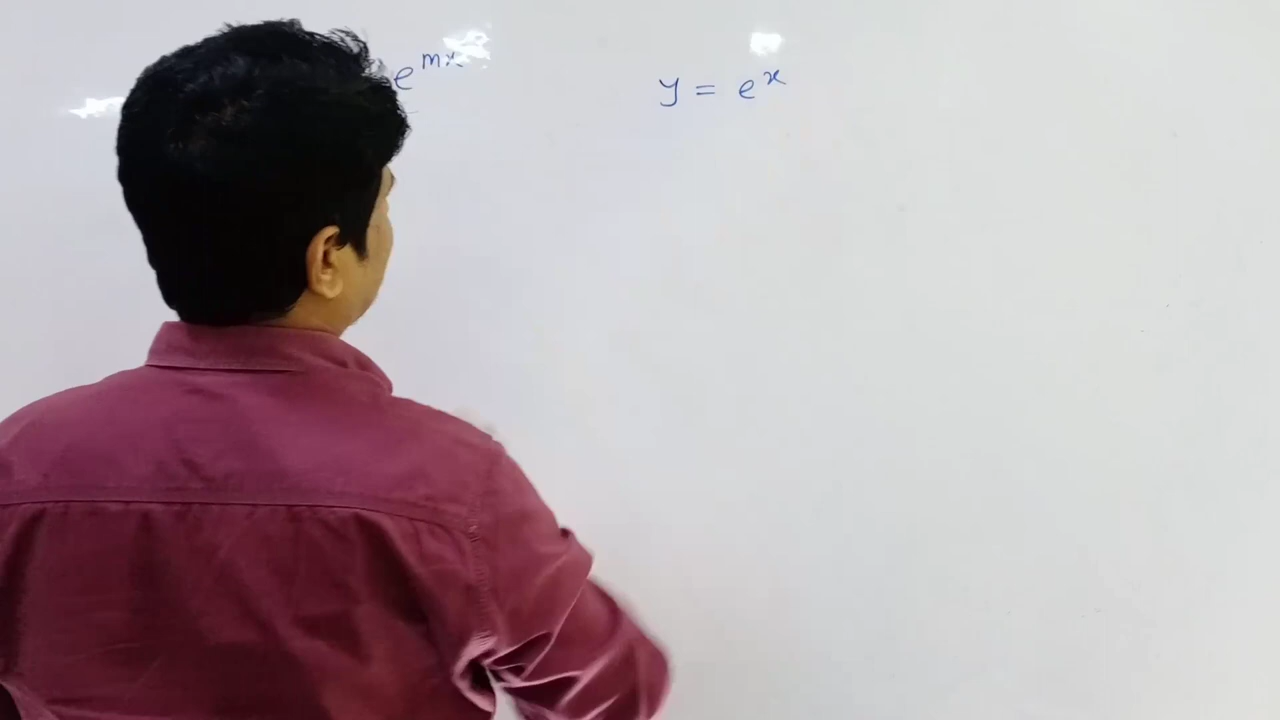 e^{mx} y = e^x